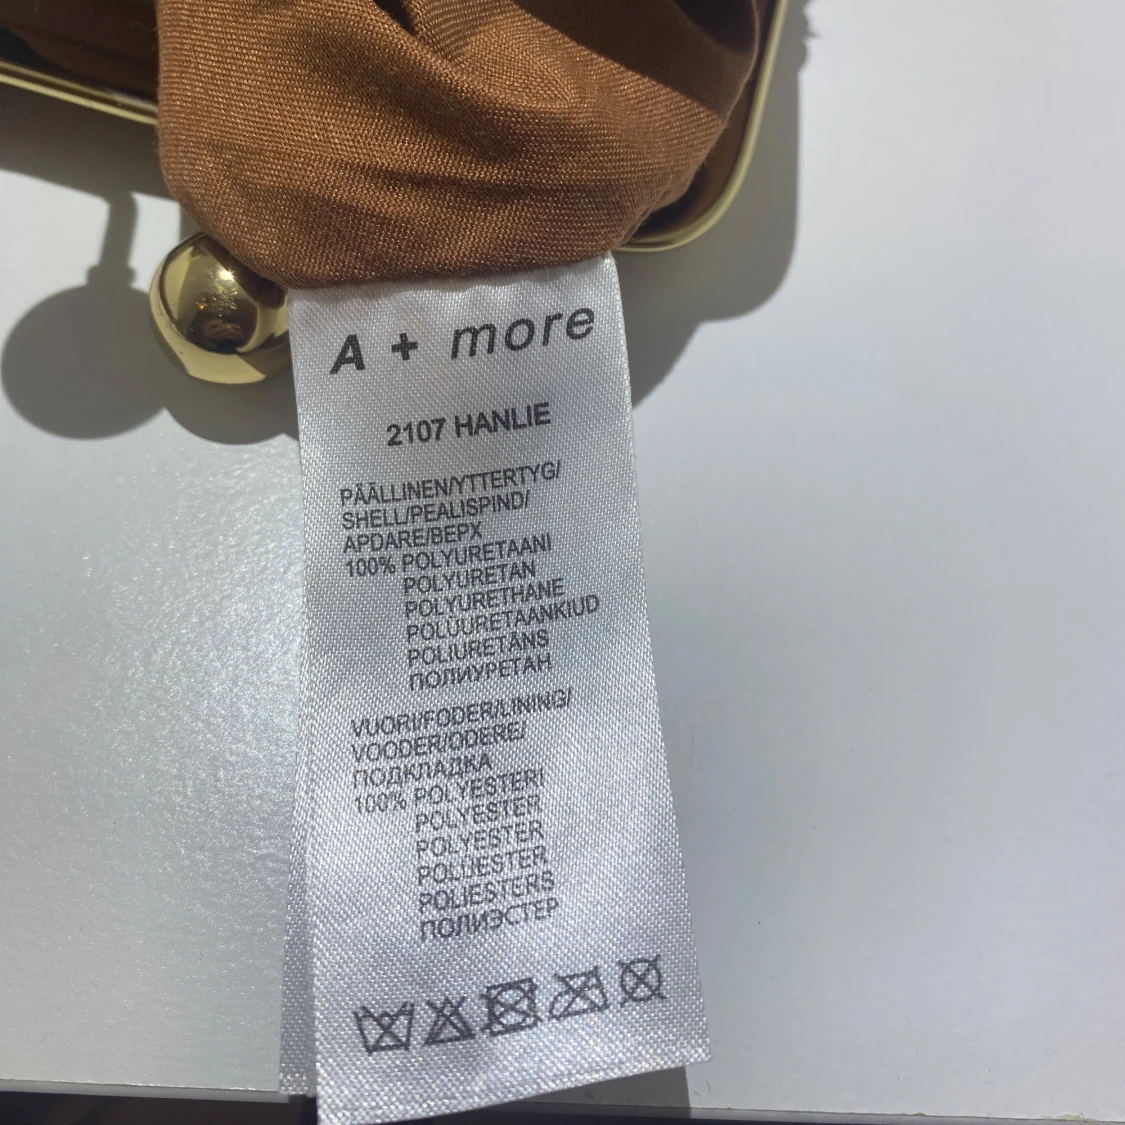 A + more
2107 HANLIE
PÄÄLLINEN/YTTERTYG/
SHELL/PEALISPIND/
APDARE/ВЕРХ
100% POLYURETAANI
POLYURETAN
POLYURETHANE
POLÜURETAANKIUD
POLIURETĀNS
ПОЛИУРЕТАН
VUORI/FODER/LINING/
VOODER/ODERE/
ПОДКЛАДКА
100% POLYESTERI
POLYESTER
POLYESTER
POLÜESTER
POLIESTERS
ПОЛИЭСТЕР